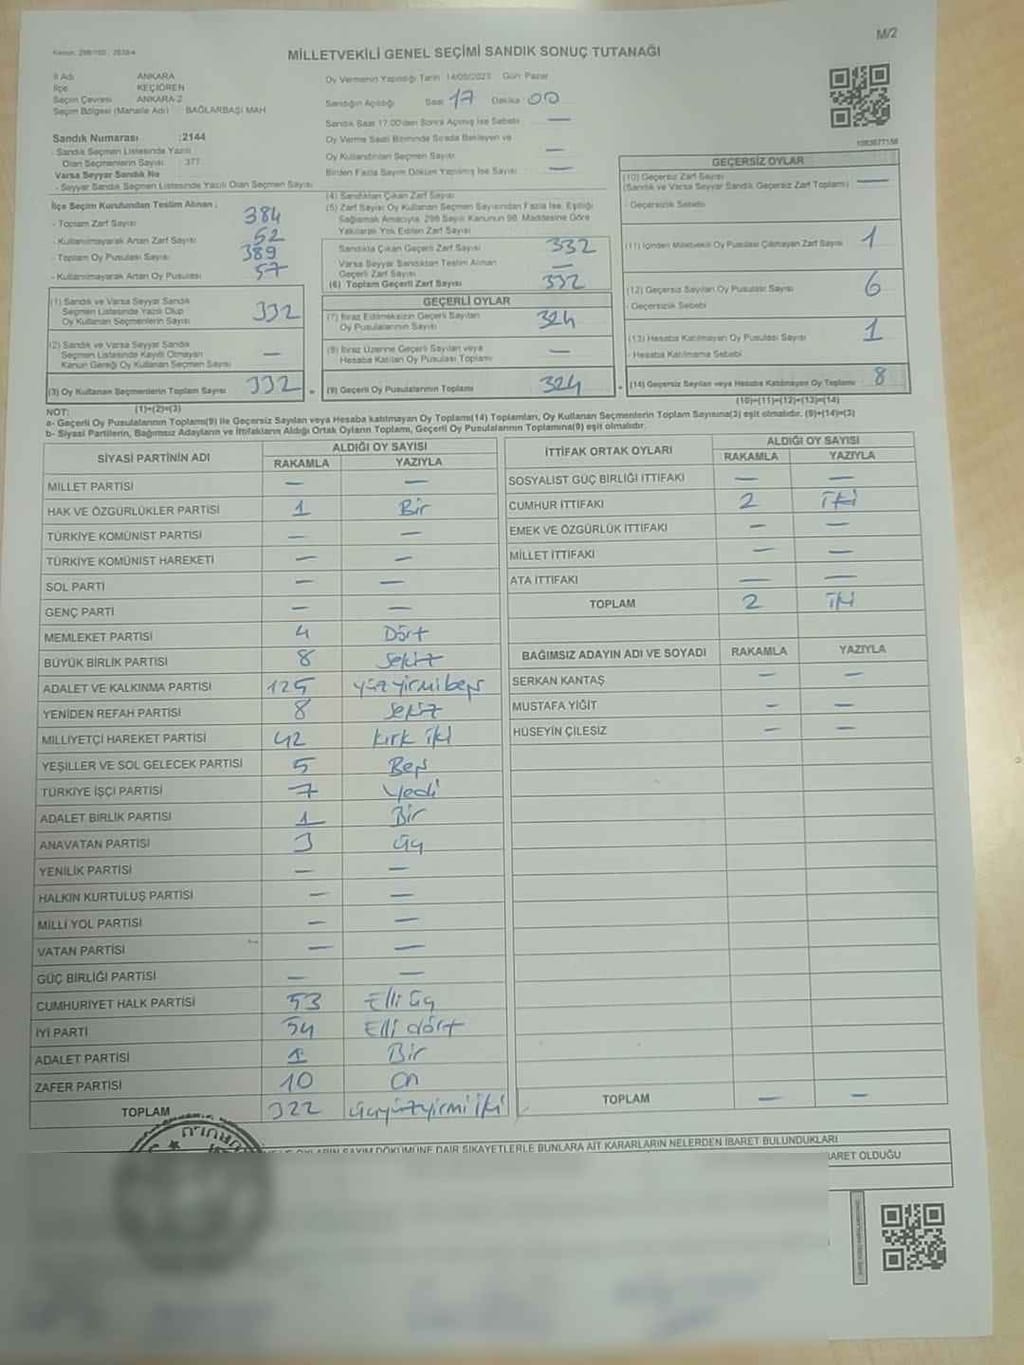 M/2
MİLLETVEKİLİ GENEL SEÇİMİ SANDIK SONUÇ TUTANAĞI
İl Adı ANKARA
İlçe KEÇİÖREN
Seçim Çevresi ANKARA-2
Seçim Bölgesi (Mahalle Adı) BAĞLARBAŞI MAH
Sandık Numarası :2144
- Sandık Seçmen Listesinde Yazılı
Olan Seçmenlerin Sayısı 377
Varsa Seyyar Sandık No
- Seyyar Sandık Seçmen Listesinde Yazılı Olan Seçmen Sayısı
İlçe Seçim Kurulundan Teslim Alınan :
- Toplam Zarf Sayısı 384
- Kullanılmayarak Artan Zarf Sayısı 52
- Toplam Oy Pusulası Sayısı 389
- Kullanılmayarak Artan Oy Pusulası 57
(1) Sandık ve Varsa Seyyar Sandık
Seçmen Listesinde Yazılı Olup
Oy Kullanan Seçmenlerin Sayısı 332
(2) Sandık ve Varsa Seyyar Sandık
Seçmen Listesinde Kayıtlı Olmayan
Kanun Gereği Oy Kullanan Seçmen Sayısı —
(3) Oy Kullanan Seçmenlerin Toplam Sayısı 332
(1)+(2)=(3)
Oy Vermenin Yapıldığı Tarih 14/05/2023 Gün Pazar
Sandığın Açıldığı Saat 17 Dakika 00
Sandık Saat 17:00'den Sonra Açılmış İse Sebebi —
Oy Verme Saati Bitiminde Sırada Bekleyen ve
Oy Kullandırılan Seçmen Sayısı —
Birden Fazla Sayım Döküm Yapılmış İse Sayısı —
(4) Sandıktan Çıkan Zarf Sayısı
(5) Zarf Sayısı Oy Kullanan Seçmen Sayısından Fazla İse, Eşitliği
Sağlamak Amacıyla, 298 Sayılı Kanunun 98. Maddesine Göre
Yakılarak Yok Edilen Zarf Sayısı
Sandıkta Çıkan Geçerli Zarf Sayısı 332
Varsa Seyyar Sandıktan Teslim Alınan
Geçerli Zarf Sayısı —
(6) Toplam Geçerli Zarf Sayısı 332
GEÇERLİ OYLAR
(7) İtiraz Edilmeksizin Geçerli Sayılan
Oy Pusulalarının Sayısı 324
(8) İtiraz Üzerine Geçerli Sayılan veya
Hesaba Katılan Oy Pusulası Toplamı —
(9) Geçerli Oy Pusulalarının Toplamı 324
GEÇERSİZ OYLAR
(10) Geçersiz Zarf Sayısı
(Sandık ve Varsa Seyyar Sandık Geçersiz Zarf Toplamı) —
- Geçersizlik Sebebi
(11) İçinden Milletvekili Oy Pusulası Çıkmayan Zarf Sayısı 1
(12) Geçersiz Sayılan Oy Pusulası Sayısı 6
- Geçersizlik Sebebi
(13) Hesaba Katılmayan Oy Pusulası Sayısı 1
- Hesaba Katılmama Sebebi
(14) Geçersiz Sayılan veya Hesaba Katılmayan Oy Toplamı 8
(10)+(11)+(12)+(13)=(14)
NOT:
a- Geçerli Oy Pusulalarının Toplamı(9) ile Geçersiz Sayılan veya Hesaba katılmayan Oy Toplamı(14) Toplamları, Oy Kullanan Seçmenlerin Toplam Sayısına(3) eşit olmalıdır. (9)+(14)=(3)
b- Siyasi Partilerin, Bağımsız Adayların ve İttifakların Aldığı Ortak Oyların Toplamı, Geçerli Oy Pusulalarının Toplamına(9) eşit olmalıdır.
SİYASİ PARTİNİN ADI ALDIĞI OY SAYISI
RAKAMLA YAZIYLA
MİLLET PARTİSİ — —
HAK VE ÖZGÜRLÜKLER PARTİSİ 1 Bir
TÜRKİYE KOMÜNİST PARTİSİ — —
TÜRKİYE KOMÜNİST HAREKETİ — —
SOL PARTİ — —
GENÇ PARTİ — —
MEMLEKET PARTİSİ 4 Dört
BÜYÜK BİRLİK PARTİSİ 8 Sekiz
ADALET VE KALKINMA PARTİSİ 125 yüzyirmibeş
YENİDEN REFAH PARTİSİ 8 Sekiz
MİLLİYETÇİ HAREKET PARTİSİ 42 kırk iki
YEŞİLLER VE SOL GELECEK PARTİSİ 5 Beş
TÜRKİYE İŞÇİ PARTİSİ 7 Yedi
ADALET BİRLİK PARTİSİ 1 Bir
ANAVATAN PARTİSİ 3 üç
YENİLİK PARTİSİ — —
HALKIN KURTULUŞ PARTİSİ — —
MİLLİ YOL PARTİSİ — —
VATAN PARTİSİ — —
GÜÇ BİRLİĞİ PARTİSİ — —
CUMHURİYET HALK PARTİSİ 53 Elli üç
İYİ PARTİ 54 Elli dört
ADALET PARTİSİ 1 Bir
ZAFER PARTİSİ 10 On
TOPLAM 322 üçyüzyirmi iki
İTTİFAK ORTAK OYLARI ALDIĞI OY SAYISI
RAKAMLA YAZIYLA
SOSYALİST GÜÇ BİRLİĞİ İTTİFAKI — —
CUMHUR İTTİFAKI 2 iki
EMEK VE ÖZGÜRLÜK İTTİFAKI — —
MİLLET İTTİFAKI — —
ATA İTTİFAKI — —
TOPLAM 2 iki
BAĞIMSIZ ADAYIN ADI VE SOYADI RAKAMLA YAZIYLA
SERKAN KANTAŞ — —
MUSTAFA YİĞİT — —
HÜSEYİN ÇİLESİZ — —
TOPLAM — —
SAYIM DÖKÜMÜNE DAİR ŞİKAYETLERLE BUNLARA AİT KARARLARIN NELERDEN İBARET BULUNDUKLARI
İBARET OLDUĞU